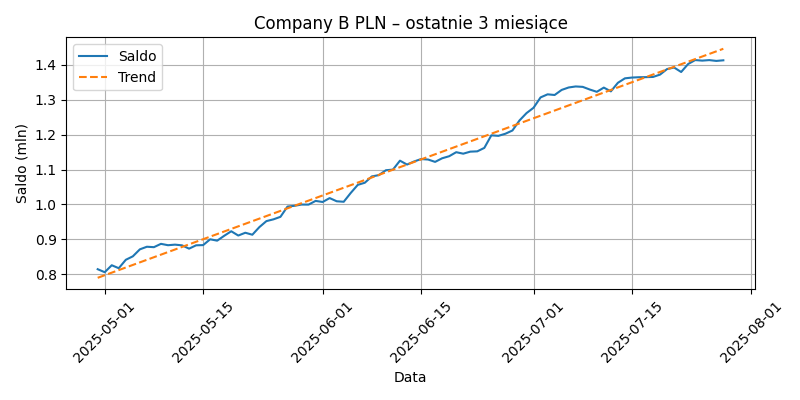 Company B PLN – ostatnie 3 miesiące
Saldo
Trend
Saldo (mln)
1.4
1.3
1.2
1.1
1.0
0.9
0.8
2025-05-01
2025-05-15
2025-06-01
2025-06-15
2025-07-01
2025-07-15
2025-08-01
Data